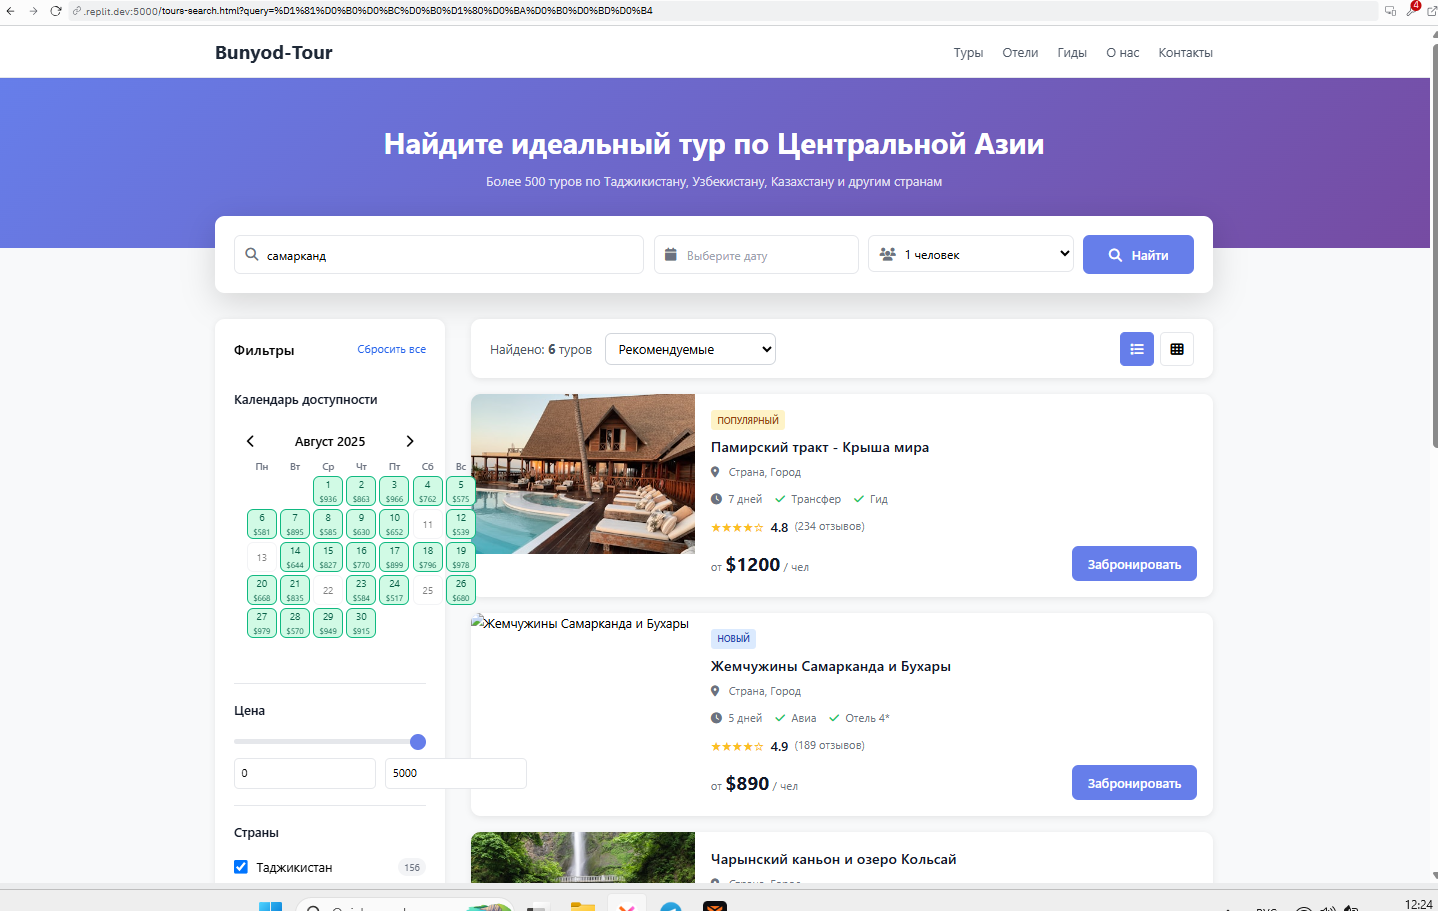 .replit.dev:5000/tours-search.html?query=%D1%81%D0%B0%D0%BC%D0%B0%D1%80%D0%BA%D0%B0%D0%BD%D0%B4
4
Bunyod-Tour
Туры Отели Гиды О нас Контакты
Найдите идеальный тур по Центральной Азии
Более 500 туров по Таджикистану, Узбекистану, Казахстану и другим странам
самарканд Выберите дату 1 человек Найти
Фильтры Сбросить все
Календарь доступности
Август 2025
Пн Вт Ср Чт Пт Сб Вс
1 2 3 4 5
$936 $863 $966 $762 $575
6 7 8 9 10 11 12
$581 $895 $585 $630 $652 $539
13 14 15 16 17 18 19
$644 $827 $770 $899 $796 $978
20 21 22 23 24 25 26
$668 $835 $584 $517 $680
27 28 29 30
$979 $570 $949 $915
Цена
0 5000
Страны
Таджикистан 156
Найдено: 6 туров Рекомендуемые
ПОПУЛЯРНЫЙ
Памирский тракт - Крыша мира
Страна, Город
7 дней Трансфер Гид
★★★★☆ 4.8 (234 отзывов)
от $1200 / чел Забронировать
Жемчужины Самарканда и Бухары
НОВЫЙ
Жемчужины Самарканда и Бухары
Страна, Город
5 дней Авиа Отель 4*
★★★★☆ 4.9 (189 отзывов)
от $890 / чел Забронировать
Чарынский каньон и озеро Кольсай
Страна, Город
12:24